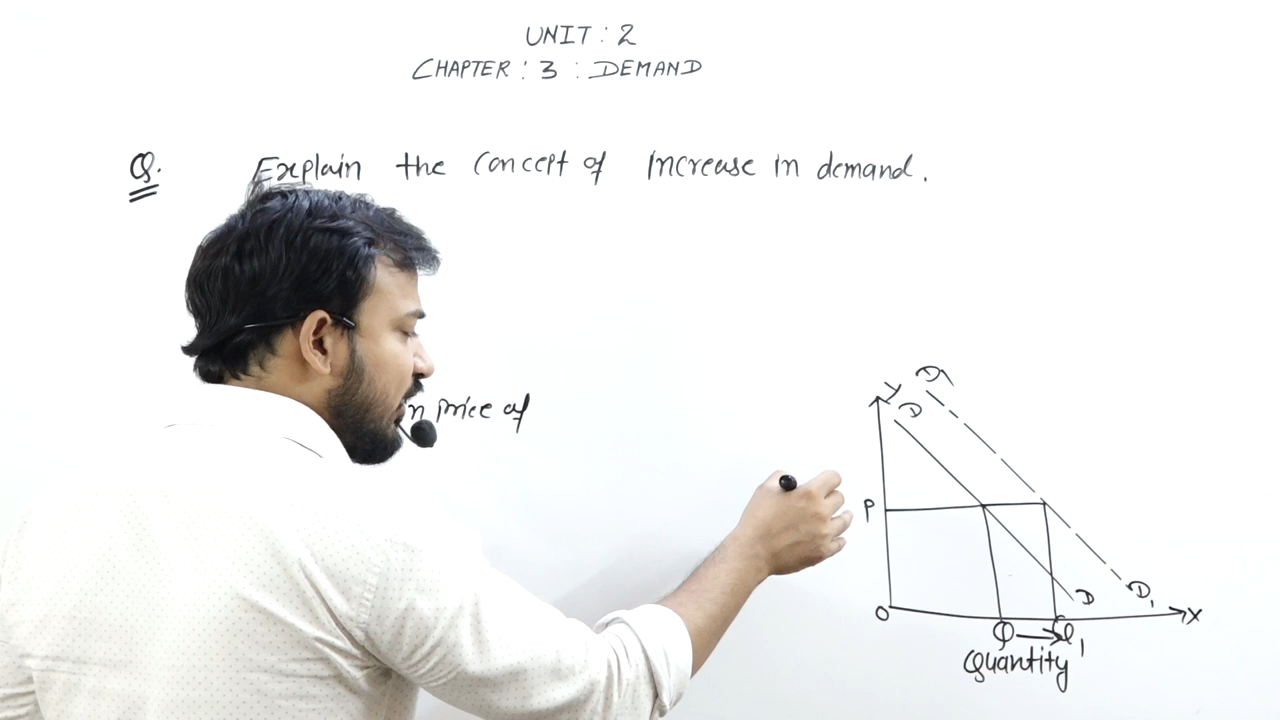 UNIT : 2
CHAPTER : 3 : DEMAND
Q. Explain the concept of increase in demand.
n price of
D1
Y
D
P
D
D1
O
X
Q Q1
Quantity